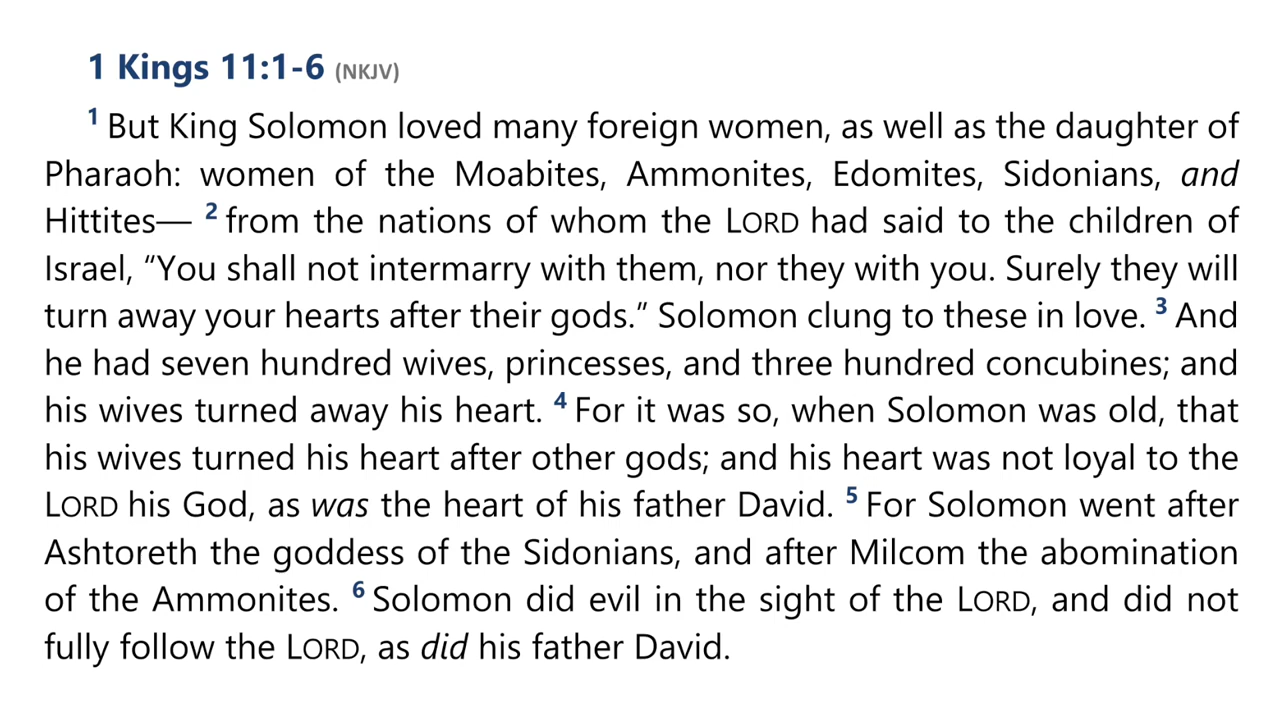 1 Kings 11:1-6 (NKJV)
1 But King Solomon loved many foreign women, as well as the daughter of
Pharaoh: women of the Moabites, Ammonites, Edomites, Sidonians, and
Hittites— 2 from the nations of whom the LORD had said to the children of
Israel, “You shall not intermarry with them, nor they with you. Surely they will
turn away your hearts after their gods.” Solomon clung to these in love. 3 And
he had seven hundred wives, princesses, and three hundred concubines; and
his wives turned away his heart. 4 For it was so, when Solomon was old, that
his wives turned his heart after other gods; and his heart was not loyal to the
LORD his God, as was the heart of his father David. 5 For Solomon went after
Ashtoreth the goddess of the Sidonians, and after Milcom the abomination
of the Ammonites. 6 Solomon did evil in the sight of the LORD, and did not
fully follow the LORD, as did his father David.